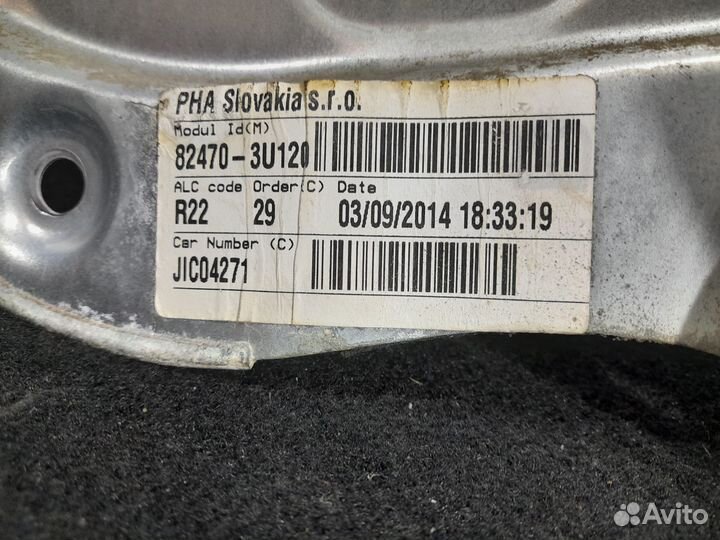 PHA Slovakia s.r.o.
Modul Id(M)
82470-3U120
ALC code Order(C) Date
R22 29 03/09/2014 18:33:19
Car Number (C)
JIC04271
Avito